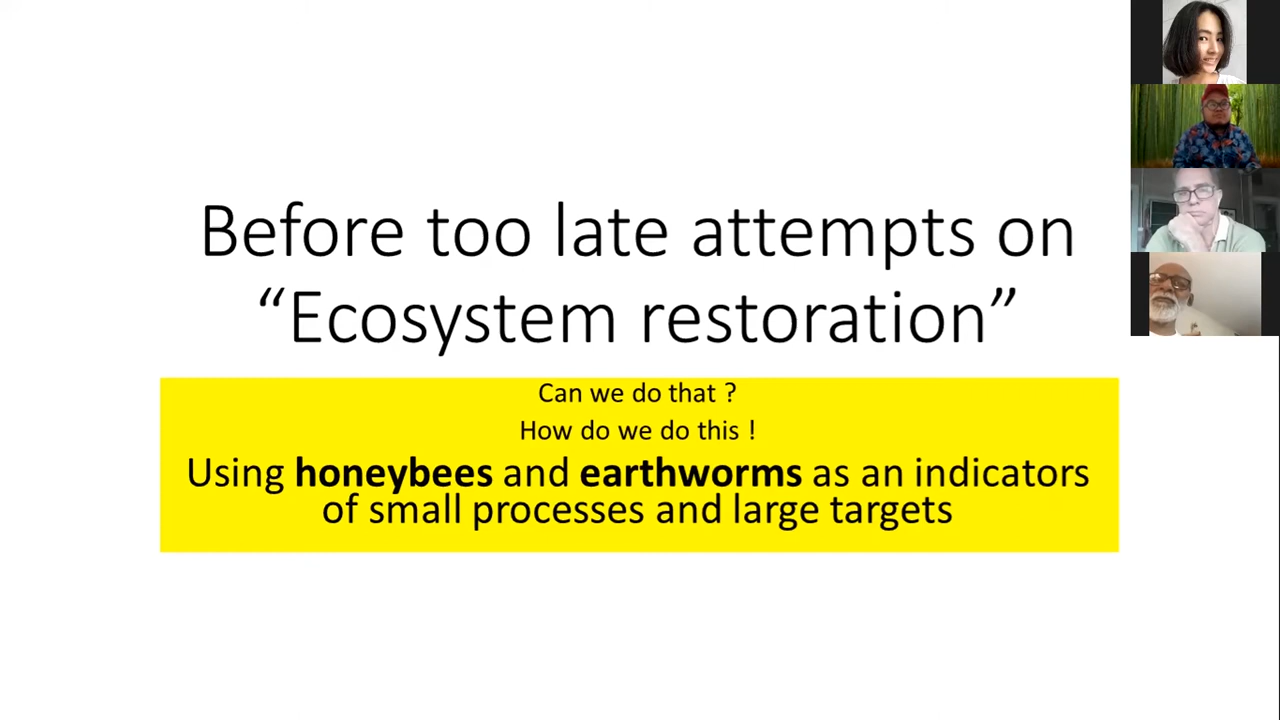 Before too late attempts on
“Ecosystem restoration”
Can we do that ?
How do we do this !
Using honeybees and earthworms as an indicators
of small processes and large targets